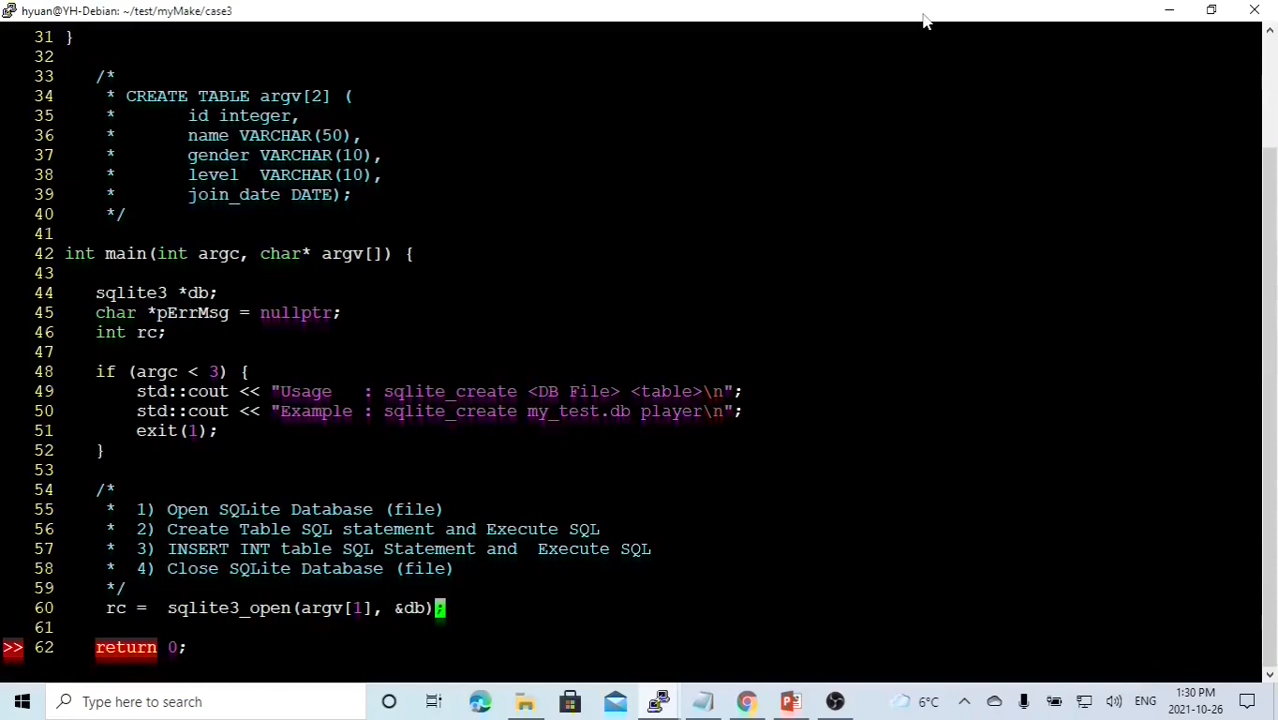 hyuan@YH-Debian: ~/test/myMake/case3
31 }
32
33 /*
34 * CREATE TABLE argv[2] (
35 * id integer,
36 * name VARCHAR(50),
37 * gender VARCHAR(10),
38 * level VARCHAR(10),
39 * join_date DATE);
40 */
41
42 int main(int argc, char* argv[]) {
43
44 sqlite3 *db;
45 char *pErrMsg = nullptr;
46 int rc;
47
48 if (argc < 3) {
49 std::cout << "Usage   : sqlite_create <DB File> <table>\n";
50 std::cout << "Example : sqlite_create my_test.db player\n";
51 exit(1);
52 }
53
54 /*
55 * 1) Open SQLite Database (file)
56 * 2) Create Table SQL statement and Execute SQL
57 * 3) INSERT INT table SQL Statement and  Execute SQL
58 * 4) Close SQLite Database (file)
59 */
60 rc =  sqlite3_open(argv[1], &db);
61
>> 62 return 0;
Type here to search
6°C
ENG
1:30 PM
2021-10-26